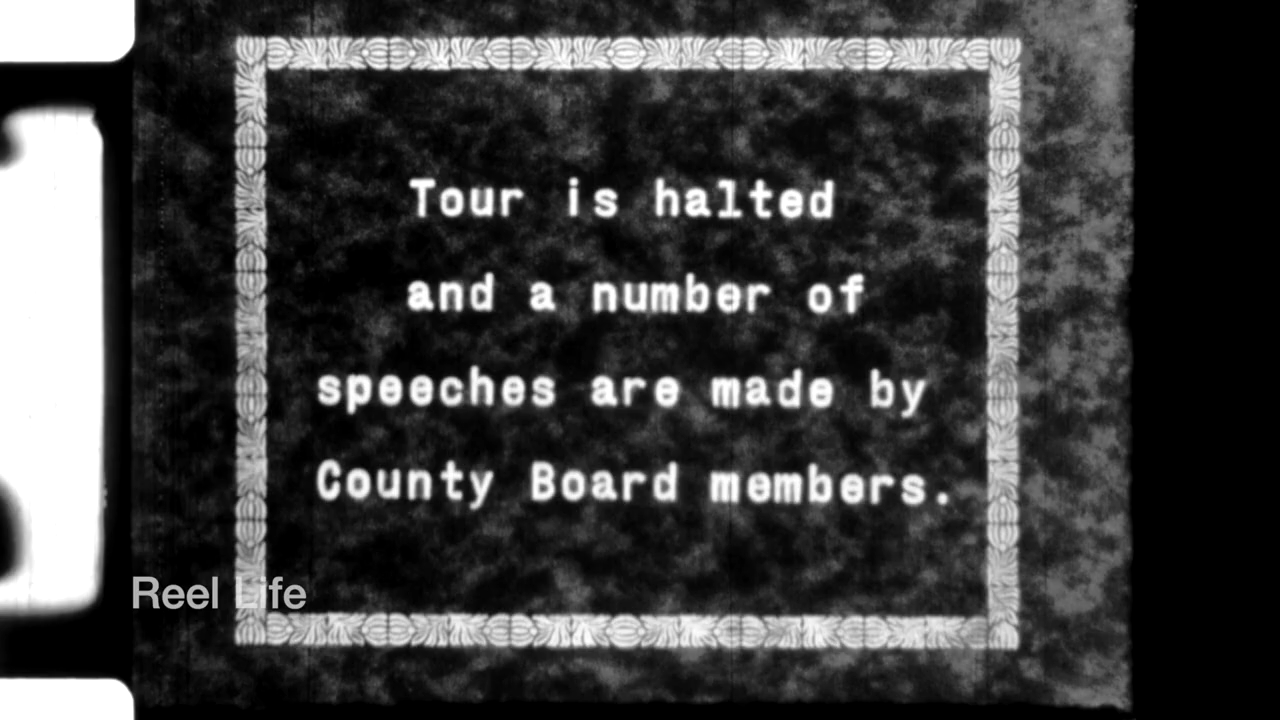 Tour is halted
and a number of
speeches are made by
County Board members.
Reel Life